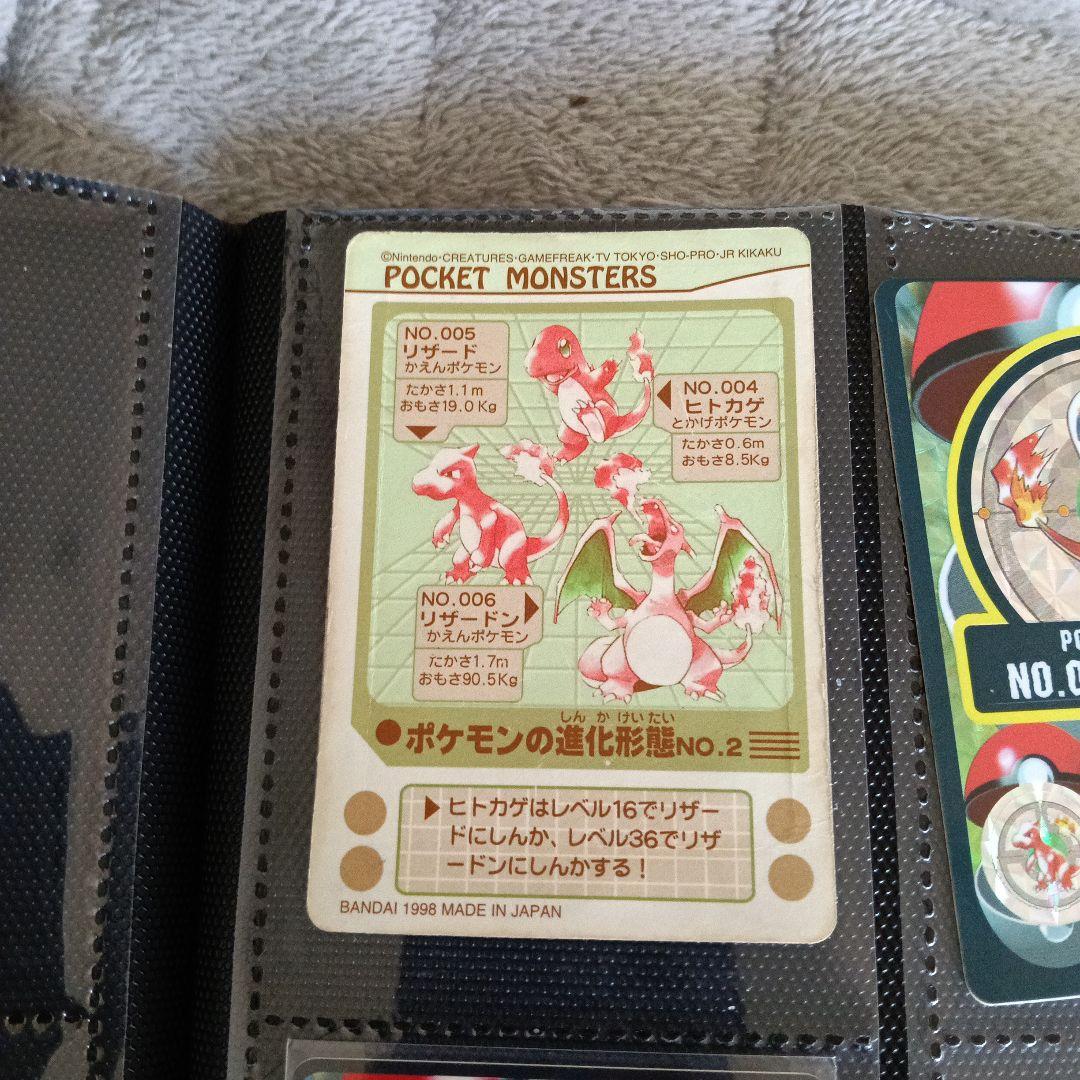 ©Nintendo·CREATURES·GAMEFREAK·TV TOKYO·SHO-PRO·JR KIKAKU
POCKET MONSTERS
NO.005
リザード
かえんポケモン
たかさ1.1m
おもさ19.0Kg
NO.004
ヒトカゲ
とかげポケモン
たかさ0.6m
おもさ8.5Kg
NO.006
リザードン
かえんポケモン
たかさ1.7m
おもさ90.5Kg
しんかけいたい
●ポケモンの進化形態NO.2
▶ヒトカゲはレベル16でリザー
ドにしんか、レベル36でリザ
ードンにしんかする!
BANDAI 1998 MADE IN JAPAN
NO.